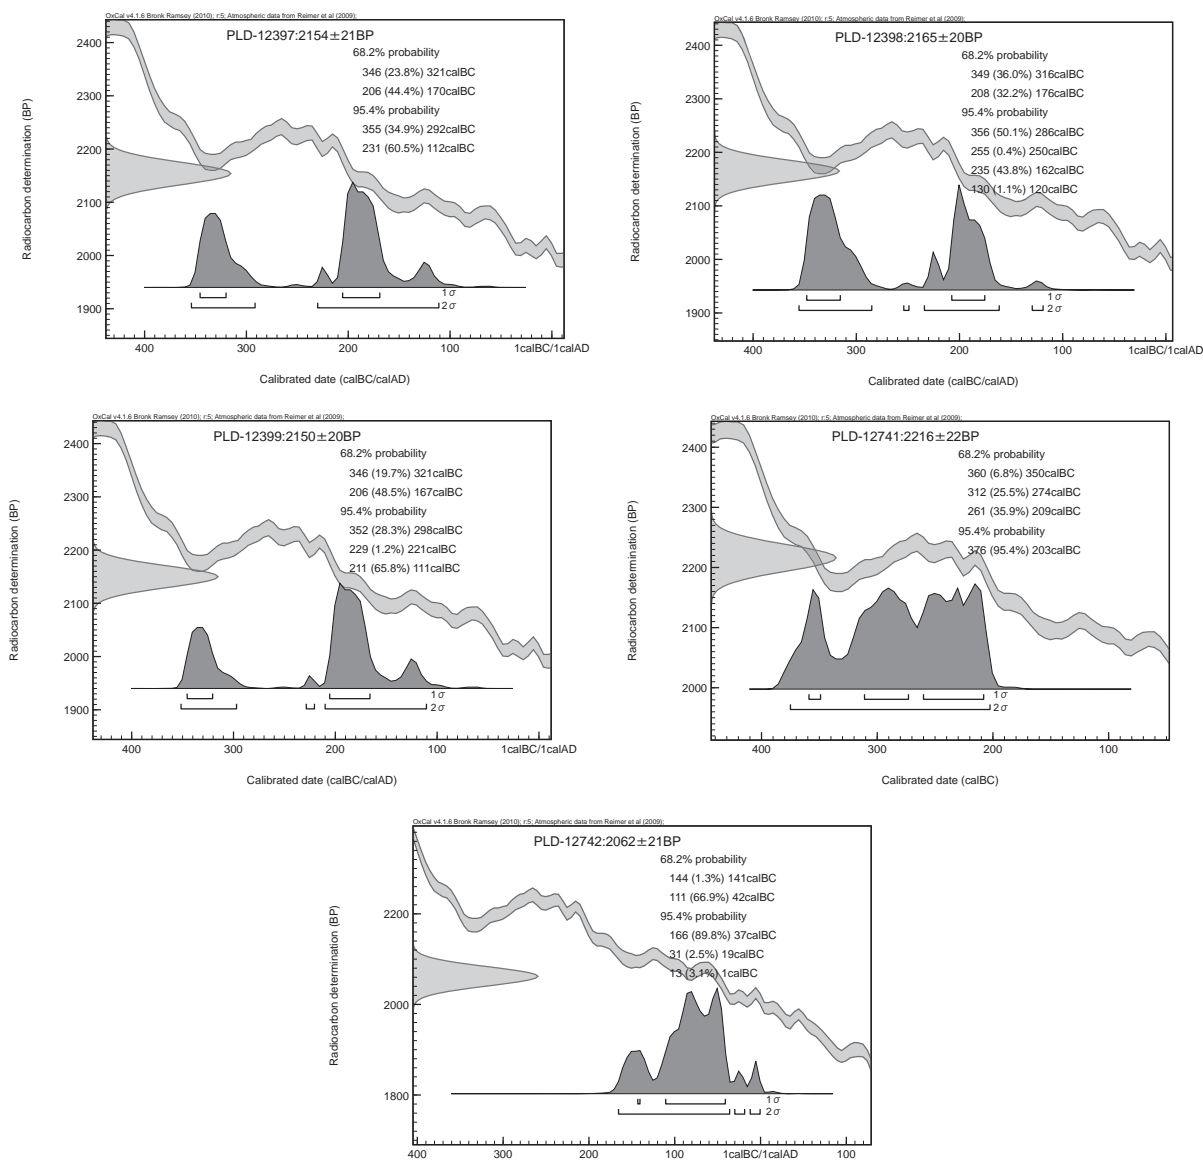 OxCal v4.1.6 Bronk Ramsey (2010); r:5; Atmospheric data from Reimer et al (2009);
PLD-12397:2154±21BP
68.2% probability
346 (23.8%) 321calBC
206 (44.4%) 170calBC
95.4% probability
355 (34.9%) 292calBC
231 (60.5%) 112calBC
Radiocarbon determination (BP)
2400
2300
2200
2100
2000
1900
1σ
2σ
400
300
200
100
1calBC/1calAD
Calibrated date (calBC/calAD)
OxCal v4.1.6 Bronk Ramsey (2010); r:5; Atmospheric data from Reimer et al (2009);
PLD-12398:2165±20BP
68.2% probability
349 (36.0%) 316calBC
208 (32.2%) 176calBC
95.4% probability
356 (50.1%) 286calBC
255 (0.4%) 250calBC
235 (43.8%) 162calBC
130 (1.1%) 120calBC
Radiocarbon determination (BP)
2400
2300
2200
2100
2000
1900
1σ
2σ
400
300
200
100
1calBC/1calAD
Calibrated date (calBC/calAD)
OxCal v4.1.6 Bronk Ramsey (2010); r:5; Atmospheric data from Reimer et al (2009);
PLD-12399:2150±20BP
68.2% probability
346 (19.7%) 321calBC
206 (48.5%) 167calBC
95.4% probability
352 (28.3%) 298calBC
229 (1.2%) 221calBC
211 (65.8%) 111calBC
Radiocarbon determination (BP)
2400
2300
2200
2100
2000
1900
1σ
2σ
400
300
200
100
1calBC/1calAD
Calibrated date (calBC/calAD)
OxCal v4.1.6 Bronk Ramsey (2010); r:5; Atmospheric data from Reimer et al (2009);
PLD-12741:2216±22BP
68.2% probability
360 (6.8%) 350calBC
312 (25.5%) 274calBC
261 (35.9%) 209calBC
95.4% probability
376 (95.4%) 203calBC
Radiocarbon determination (BP)
2400
2300
2200
2100
2000
1σ
2σ
400
300
200
100
Calibrated date (calBC)
OxCal v4.1.6 Bronk Ramsey (2010); r:5; Atmospheric data from Reimer et al (2009);
PLD-12742:2062±21BP
68.2% probability
144 (1.3%) 141calBC
111 (66.9%) 42calBC
95.4% probability
166 (89.8%) 37calBC
31 (2.5%) 19calBC
13 (3.1%) 1calBC
Radiocarbon determination (BP)
2200
2000
1800
1σ
2σ
400
300
200
100
1calBC/1calAD
100